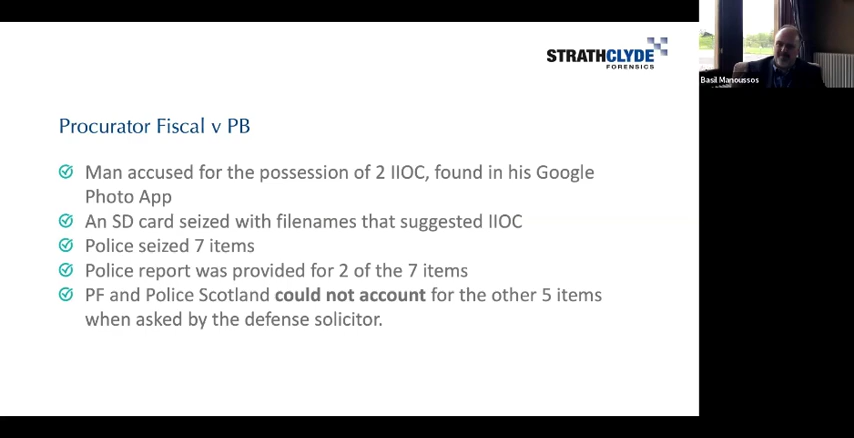 STRATHCLYDE
FORENSICS
Basil Manoussos
Procurator Fiscal v PB
Man accused for the possession of 2 IIOC, found in his Google
Photo App
An SD card seized with filenames that suggested IIOC
Police seized 7 items
Police report was provided for 2 of the 7 items
PF and Police Scotland could not account for the other 5 items
when asked by the defense solicitor.